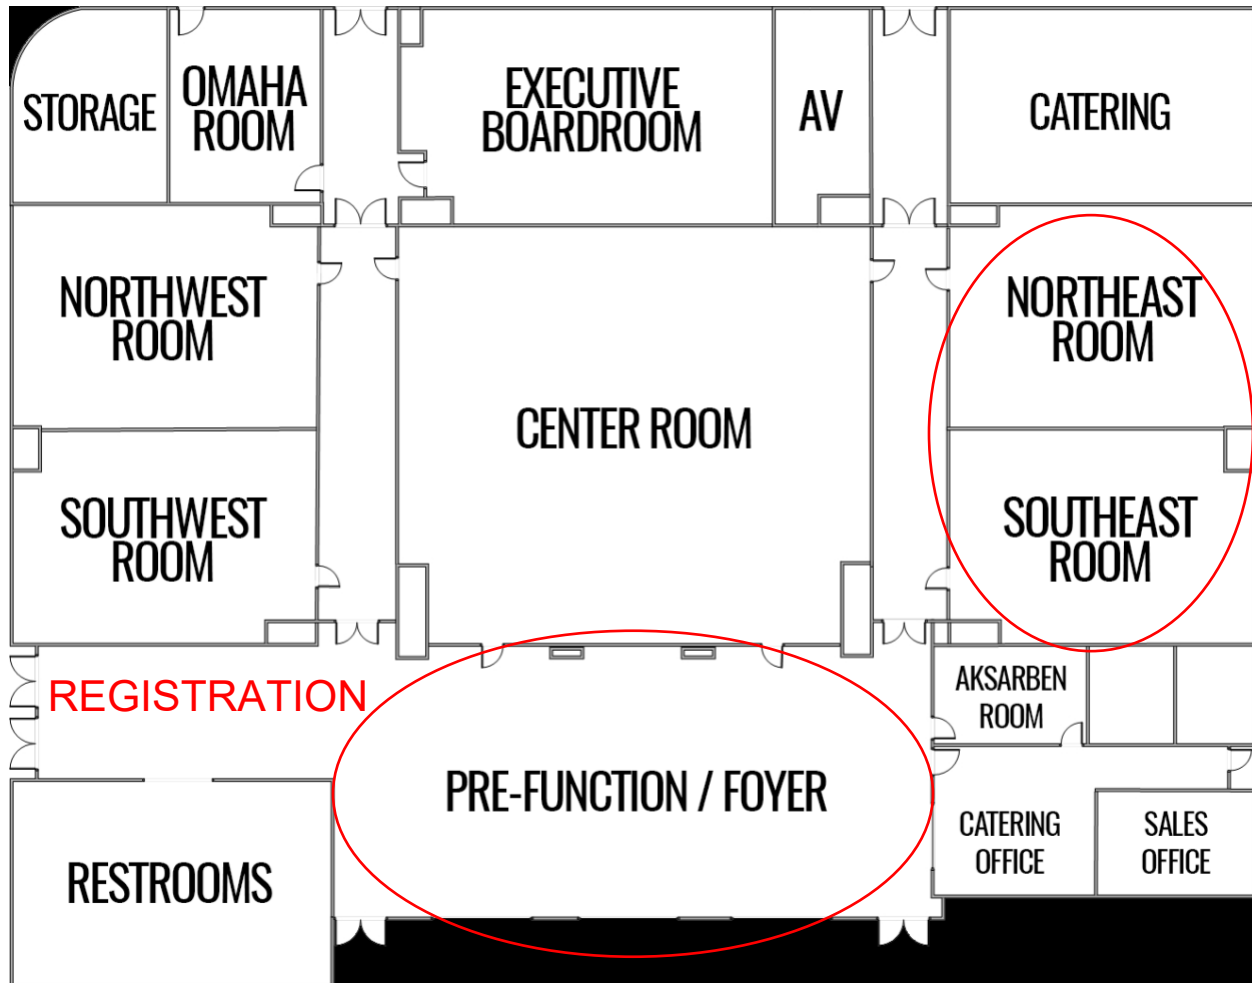 STORAGE
OMAHA
ROOM
EXECUTIVE
BOARDROOM
AV
CATERING
NORTHWEST
ROOM
NORTHEAST
ROOM
CENTER ROOM
SOUTHWEST
ROOM
SOUTHEAST
ROOM
REGISTRATION
AKSARBEN
ROOM
PRE-FUNCTION / FOYER
CATERING
OFFICE
SALES
OFFICE
RESTROOMS